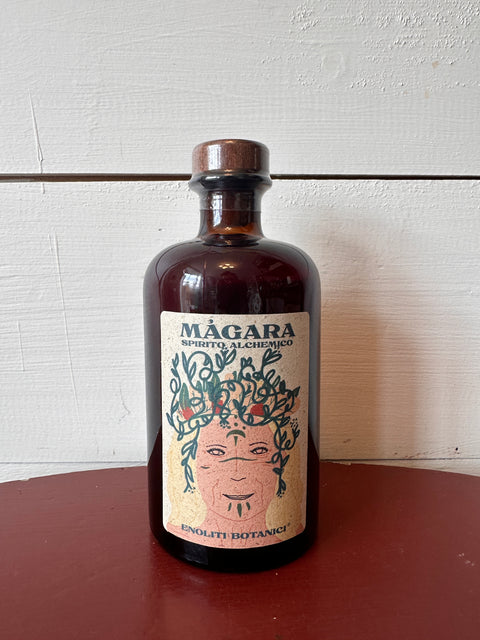 MÁGARA
SPIRITO ALCHEMICO
ENOLITI BOTANICI